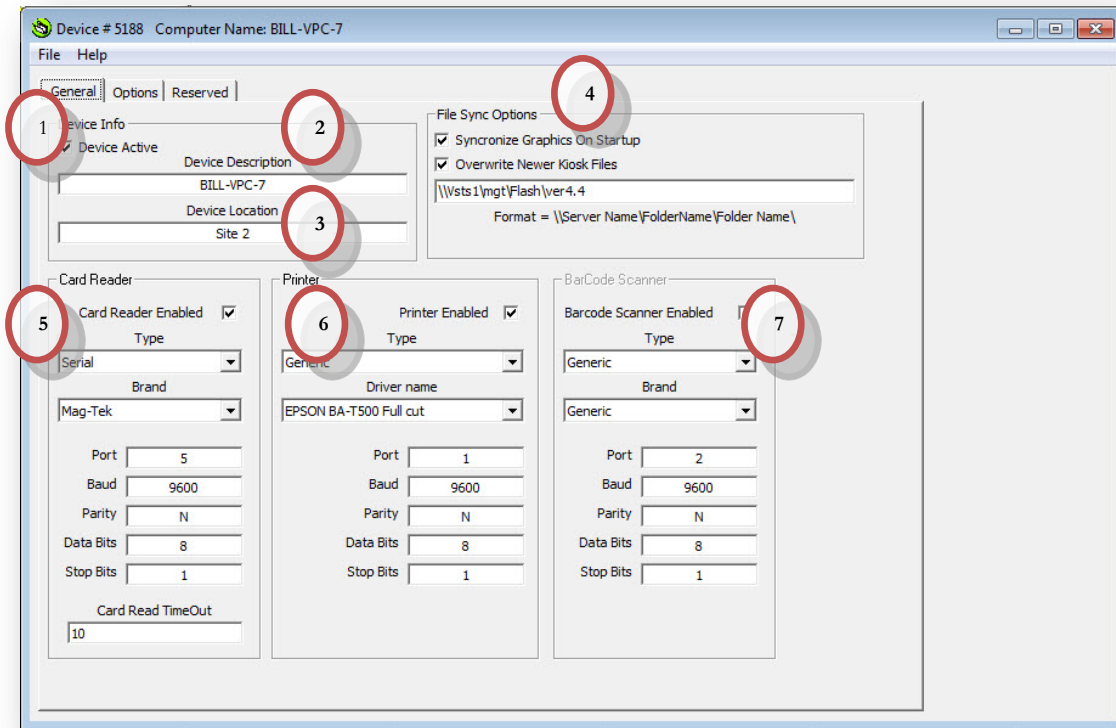 Device # 5188 Computer Name: BILL-VPC-7
File Help
General Options Reserved
1
Device Info
2
Device Active
Device Description
BILL-VPC-7
Device Location
3
Site 2
4
File Sync Options
Syncronize Graphics On Startup
Overwrite Newer Kiosk Files
\\Vsts1\mgt\Flash\ver4.4
Format = \\Server Name\FolderName\Folder Name\
Card Reader
5
Card Reader Enabled
Type
Serial
Brand
Mag-Tek
Port 5
Baud 9600
Parity N
Data Bits 8
Stop Bits 1
Card Read TimeOut
10
Printer
6
Printer Enabled
Type
Generic
Driver name
EPSON BA-T500 Full cut
Port 1
Baud 9600
Parity N
Data Bits 8
Stop Bits 1
BarCode Scanner
Barcode Scanner Enabled
7
Type
Generic
Brand
Generic
Port 2
Baud 9600
Parity N
Data Bits 8
Stop Bits 1